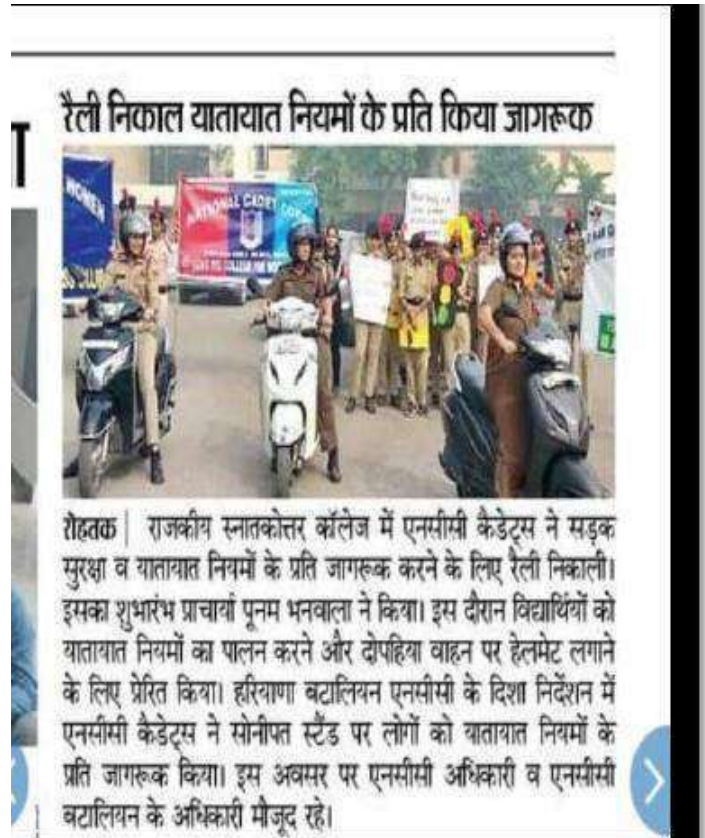 रैली निकाल यातायात नियमों के प्रति किया जागरूक
WOMEN
NATIONAL CADET CORPS
COLLEGE FOR
रोहतक | राजकीय स्नातकोत्तर कॉलेज में एनसीसी कैडेट्स ने सड़क
सुरक्षा व यातायात नियमों के प्रति जागरूक करने के लिए रैली निकाली।
इसका शुभारंभ प्राचार्या पूनम भनवाला ने किया। इस दौरान विद्यार्थियों को
यातायात नियमों का पालन करने और दोपहिया वाहन पर हेलमेट लगाने
के लिए प्रेरित किया। हरियाणा बटालियन एनसीसी के दिशा निर्देशन में
एनसीसी कैडेट्स ने सोनीपत स्टैंड पर लोगों को यातायात नियमों के
प्रति जागरूक किया। इस अवसर पर एनसीसी अधिकारी व एनसीसी
बटालियन के अधिकारी मौजूद रहे।